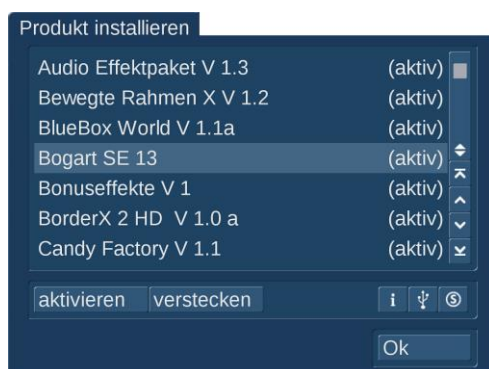 Produkt installieren
Audio Effektpaket V 1.3 (aktiv)
Bewegte Rahmen X V 1.2 (aktiv)
BlueBox World V 1.1a (aktiv)
Bogart SE 13 (aktiv)
Bonuseffekte V 1 (aktiv)
BorderX 2 HD V 1.0 a (aktiv)
Candy Factory V 1.1 (aktiv)
aktivieren verstecken i S
Ok